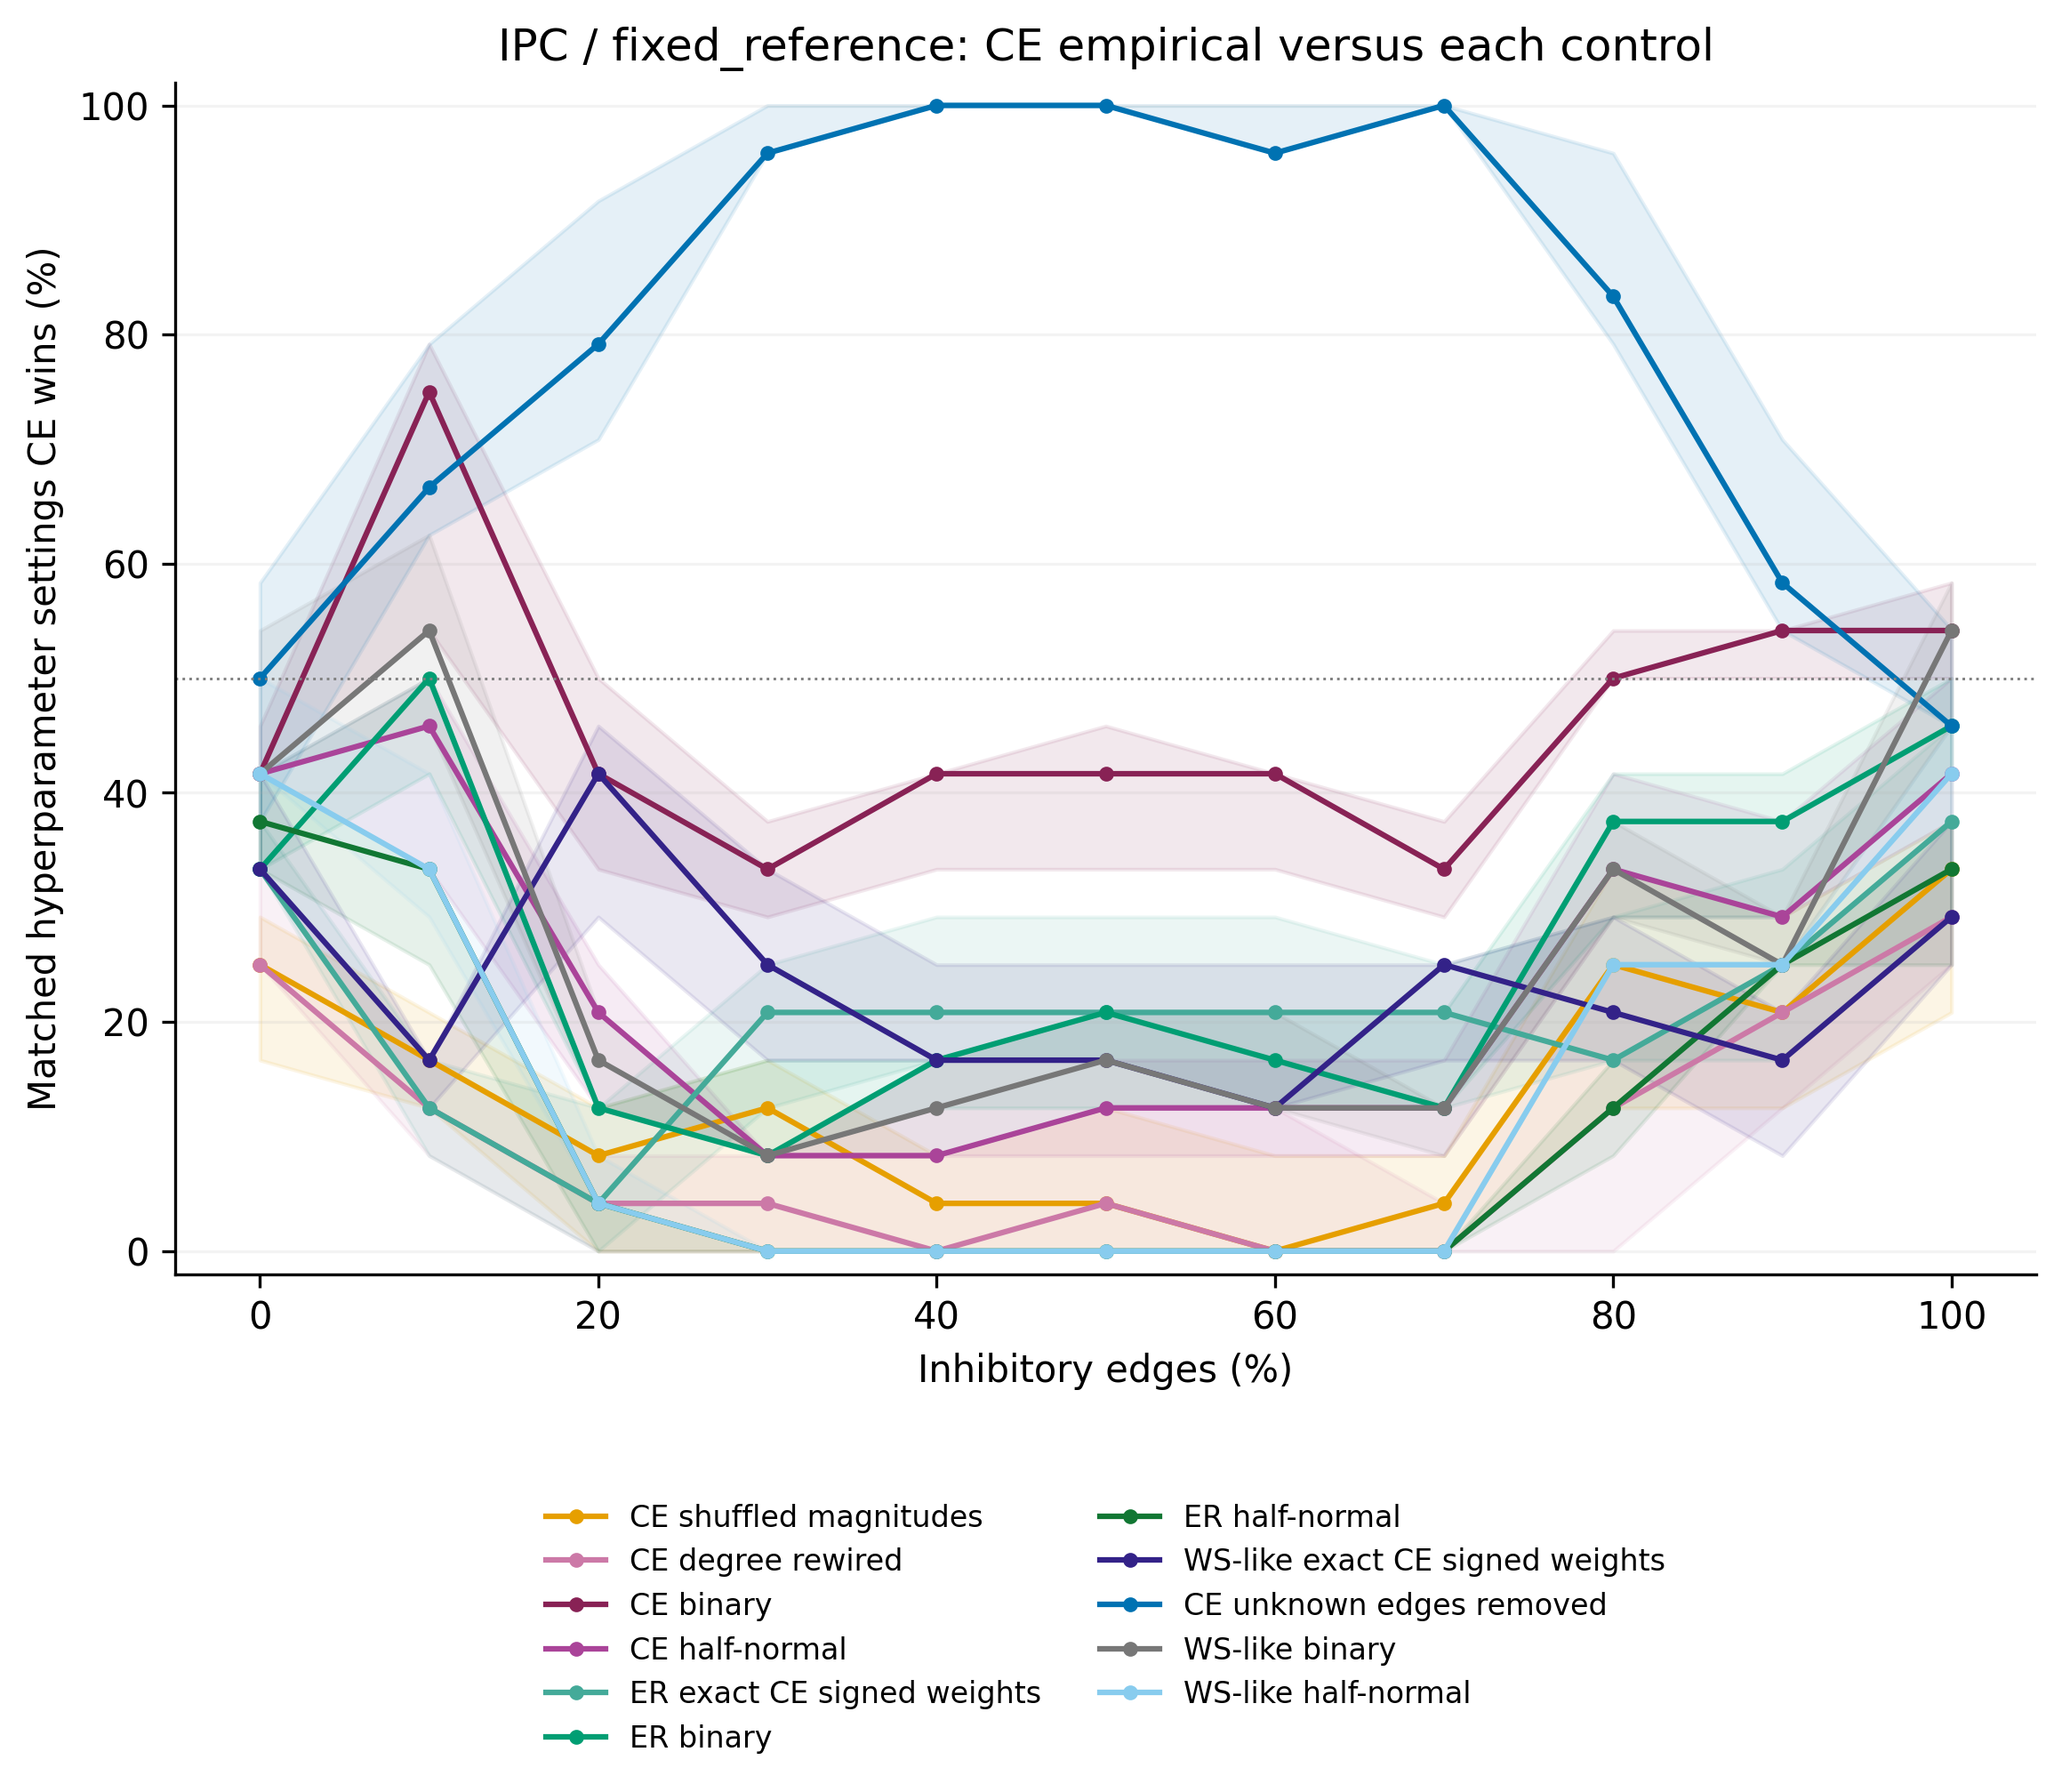 IPC / fixed_reference: CE empirical versus each control
Matched hyperparameter settings CE wins (%)
100
80
60
40
20
0
0 20 40 60 80 100
Inhibitory edges (%)
CE shuffled magnitudes
CE degree rewired
CE binary
CE half-normal
ER exact CE signed weights
ER binary
ER half-normal
WS-like exact CE signed weights
CE unknown edges removed
WS-like binary
WS-like half-normal